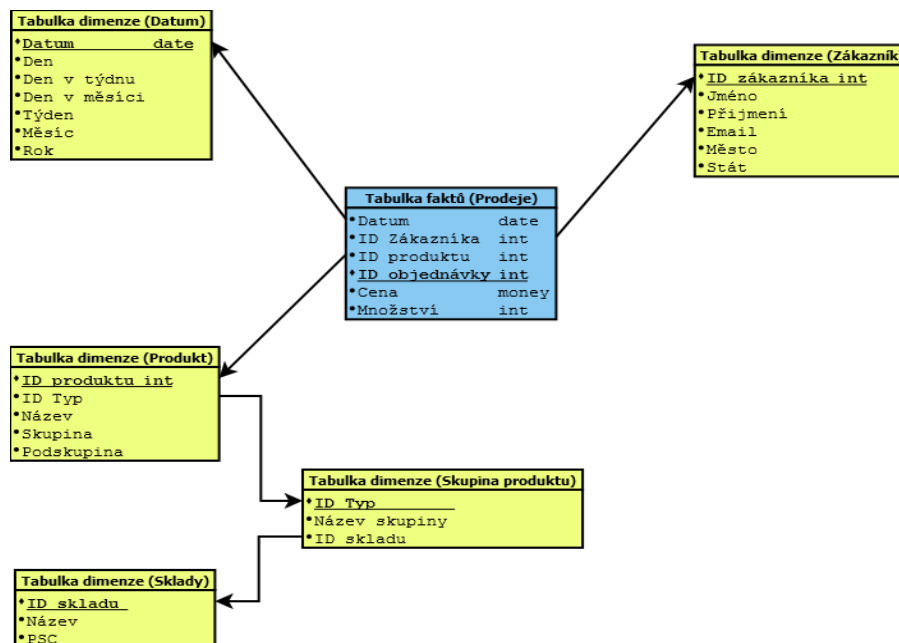 Tabulka dimenze (Datum)
Datum date
Den
Den v týdnu
Den v měsíci
Týden
Měsíc
Rok
Tabulka dimenze (Zákazník
ID zákazníka int
Jméno
Přijmení
Email
Město
Stát
Tabulka faktů (Prodeje)
Datum date
ID Zákazníka int
ID produktu int
ID objednávky int
Cena money
Množství int
Tabulka dimenze (Produkt)
ID produktu int
ID Typ
Název
Skupina
Podskupina
Tabulka dimenze (Skupina produktu)
ID Typ
Název skupiny
ID skladu
Tabulka dimenze (Sklady)
ID skladu
Název
PSC